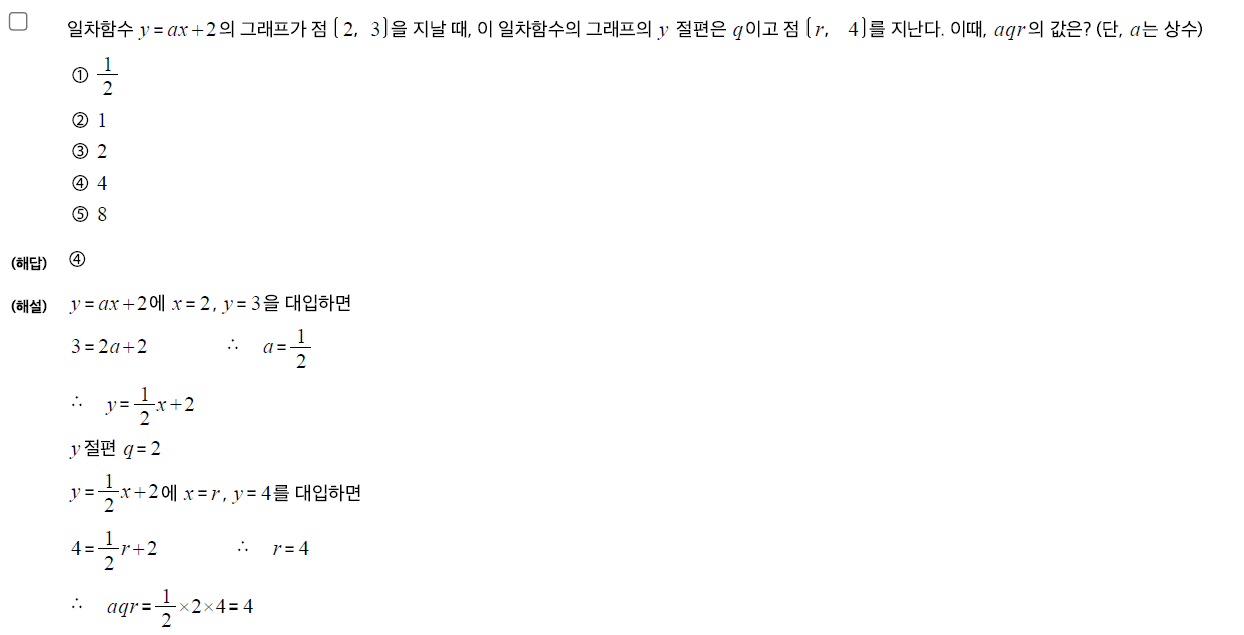 일차함수 y=ax+2의 그래프가 점 (2, 3)을 지날 때, 이 일차함수의 그래프의 y 절편은 q이고 점 (r, 4)를 지난다. 이때, aqr의 값은? (단, a는 상수)
① 1/2
② 1
③ 2
④ 4
⑤ 8
(해답) ④
(해설) y=ax+2에 x=2, y=3을 대입하면
3=2a+2 ∴ a=1/2
∴ y=1/2x+2
y절편 q=2
y=1/2x+2에 x=r, y=4를 대입하면
4=1/2r+2 ∴ r=4
∴ aqr=1/2×2×4=4